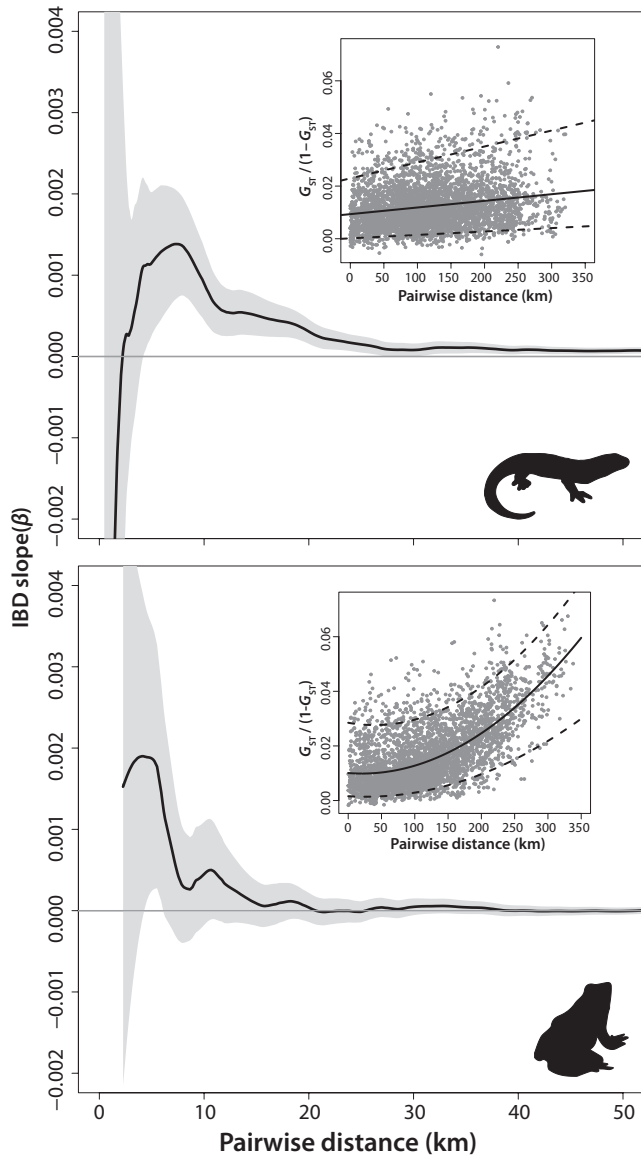 0.004
0.003
0.002
0.001
0.000
−0.001
−0.002
G_ST / (1− G_ST)
0.06
0.04
0.02
0.00
0 50 100 150 200 250 300 350
Pairwise distance (km)
IBD slope(β)
0.004
0.003
0.002
0.001
0.000
−0.001
−0.002
G_ST / (1-G_ST)
0.06
0.04
0.02
0.00
0 50 100 150 200 250 300 350
Pairwise distance (km)
0 10 20 30 40 50
Pairwise distance (km)